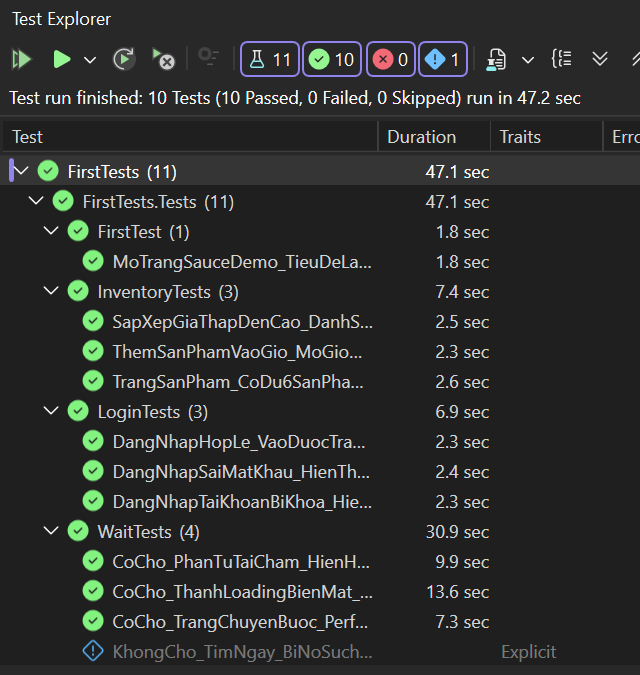 Test Explorer
11 10 0 1
Test run finished: 10 Tests (10 Passed, 0 Failed, 0 Skipped) run in 47.2 sec
Test Duration Traits Erro
FirstTests (11) 47.1 sec
FirstTests.Tests (11) 47.1 sec
FirstTest (1) 1.8 sec
MoTrangSauceDemo_TieuDeLa... 1.8 sec
InventoryTests (3) 7.4 sec
SapXepGiaThapDenCao_DanhS... 2.5 sec
ThemSanPhamVaoGio_MoGio... 2.3 sec
TrangSanPham_CoDu6SanPha... 2.6 sec
LoginTests (3) 6.9 sec
DangNhapHopLe_VaoDuocTra... 2.3 sec
DangNhapSaiMatKhau_HienTh... 2.4 sec
DangNhapTaiKhoanBiKhoa_Hie... 2.3 sec
WaitTests (4) 30.9 sec
CoCho_PhanTuTaiCham_HienH... 9.9 sec
CoCho_ThanhLoadingBienMat_... 13.6 sec
CoCho_TrangChuyenBuoc_Perf... 7.3 sec
KhongCho_TimNgay_BiNoSuch... Explicit